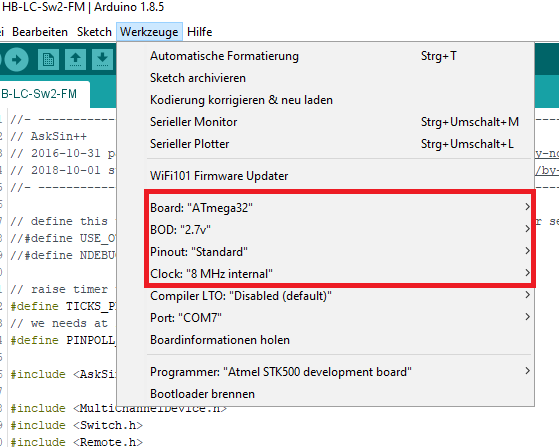 HB-LC-Sw2-FM | Arduino 1.8.5
Bearbeiten Sketch Werkzeuge Hilfe
Automatische Formatierung Strg+T
Sketch archivieren
B-LC-Sw2-FM
Kodierung korrigieren & neu laden
//- -----------
Serieller Monitor Strg+Umschalt+M
// AskSin++
Serieller Plotter Strg+Umschalt+L
// 2016-10-31 p y-n
// 2018-10-01 s /by-
WiFi101 Firmware Updater
//- -----------
Board: "ATmega32"
// define this r se
BOD: "2.7v"
//#define USE_O
Pinout: "Standard"
//#define NDEBU
Clock: "8 MHz internal"
// raise timer
Compiler LTO: "Disabled (default)"
#define TICKS_P
Port: "COM7"
// we needs at
Boardinformationen holen
#define PINPOLL_
Programmer: "Atmel STK500 development board"
#include <AskSin
Bootloader brennen
#include <MultiChannelDevice.h>
#include <Switch.h>
#include <Remote.h>